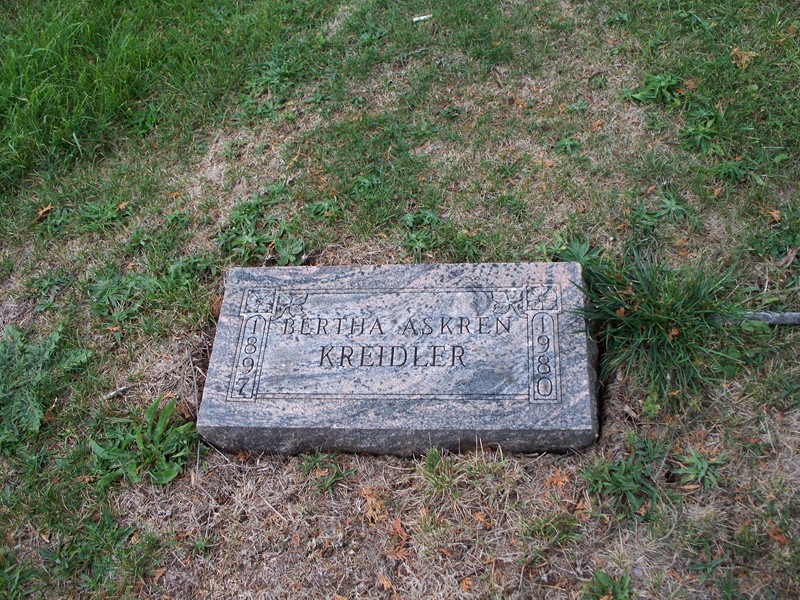 BERTHA ASKREN
KREIDLER
1897
1980